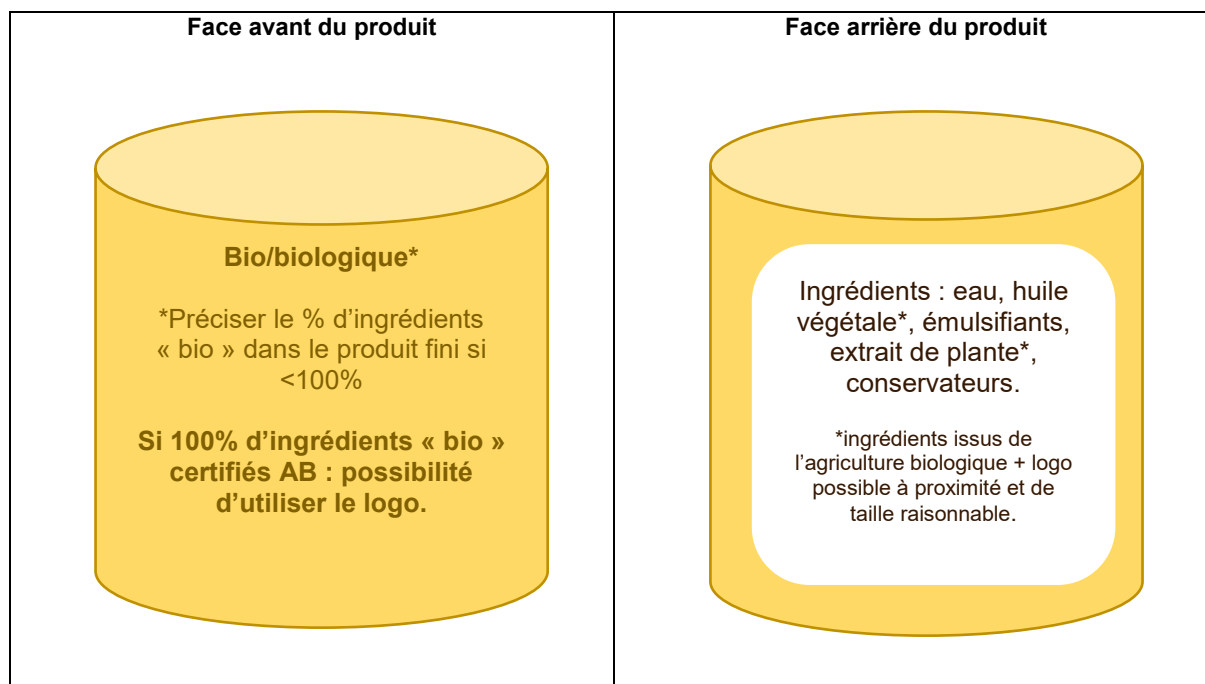 Face avant du produit
Bio/biologique*
*Préciser le % d’ingrédients
« bio » dans le produit fini si
<100%
Si 100% d’ingrédients « bio »
certifiés AB : possibilité
d’utiliser le logo.
Face arrière du produit
Ingrédients : eau, huile
végétale*, émulsifiants,
extrait de plante*,
conservateurs.
*ingrédients issus de
l’agriculture biologique + logo
possible à proximité et de
taille raisonnable.